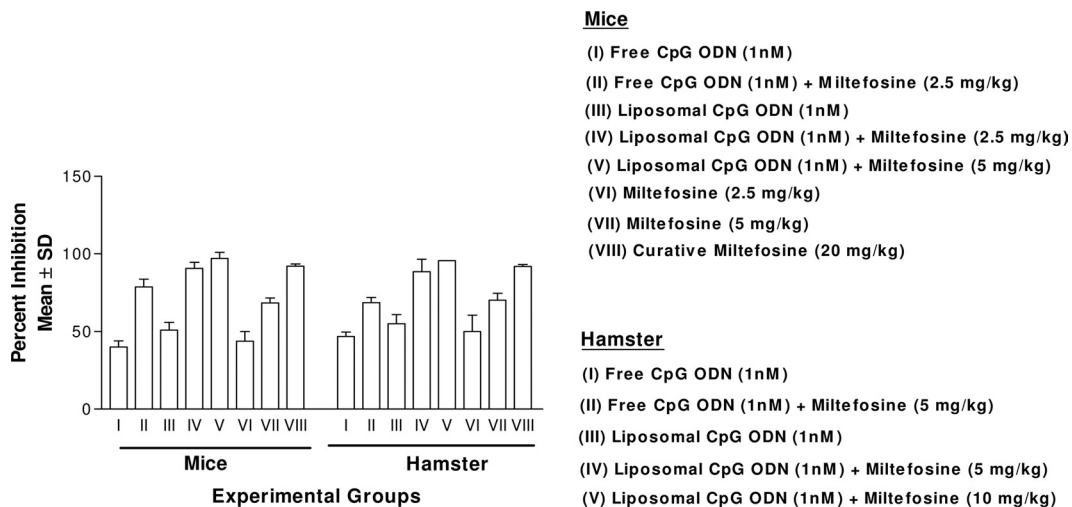 Mice
(I) Free CpG ODN (1nM)
(II) Free CpG ODN (1nM) + Miltefosine (2.5 mg/kg)
(III) Liposomal CpG ODN (1nM)
(IV) Liposomal CpG ODN (1nM) + Miltefosine (2.5 mg/kg)
(V) Liposomal CpG ODN (1nM) + Miltefosine (5 mg/kg)
(VI) Miltefosine (2.5 mg/kg)
(VII) Miltefosine (5 mg/kg)
(VIII) Curative Miltefosine (20 mg/kg)
Hamster
(I) Free CpG ODN (1nM)
(II) Free CpG ODN (1nM) + Miltefosine (5 mg/kg)
(III) Liposomal CpG ODN (1nM)
(IV) Liposomal CpG ODN (1nM) + Miltefosine (5 mg/kg)
(V) Liposomal CpG ODN (1nM) + Miltefosine (10 mg/kg)
Percent Inhibition
Mean ± SD
150
100
50
0
I II III IV V VI VII VIII I II III IV V VI VII VIII
Mice Hamster
Experimental Groups